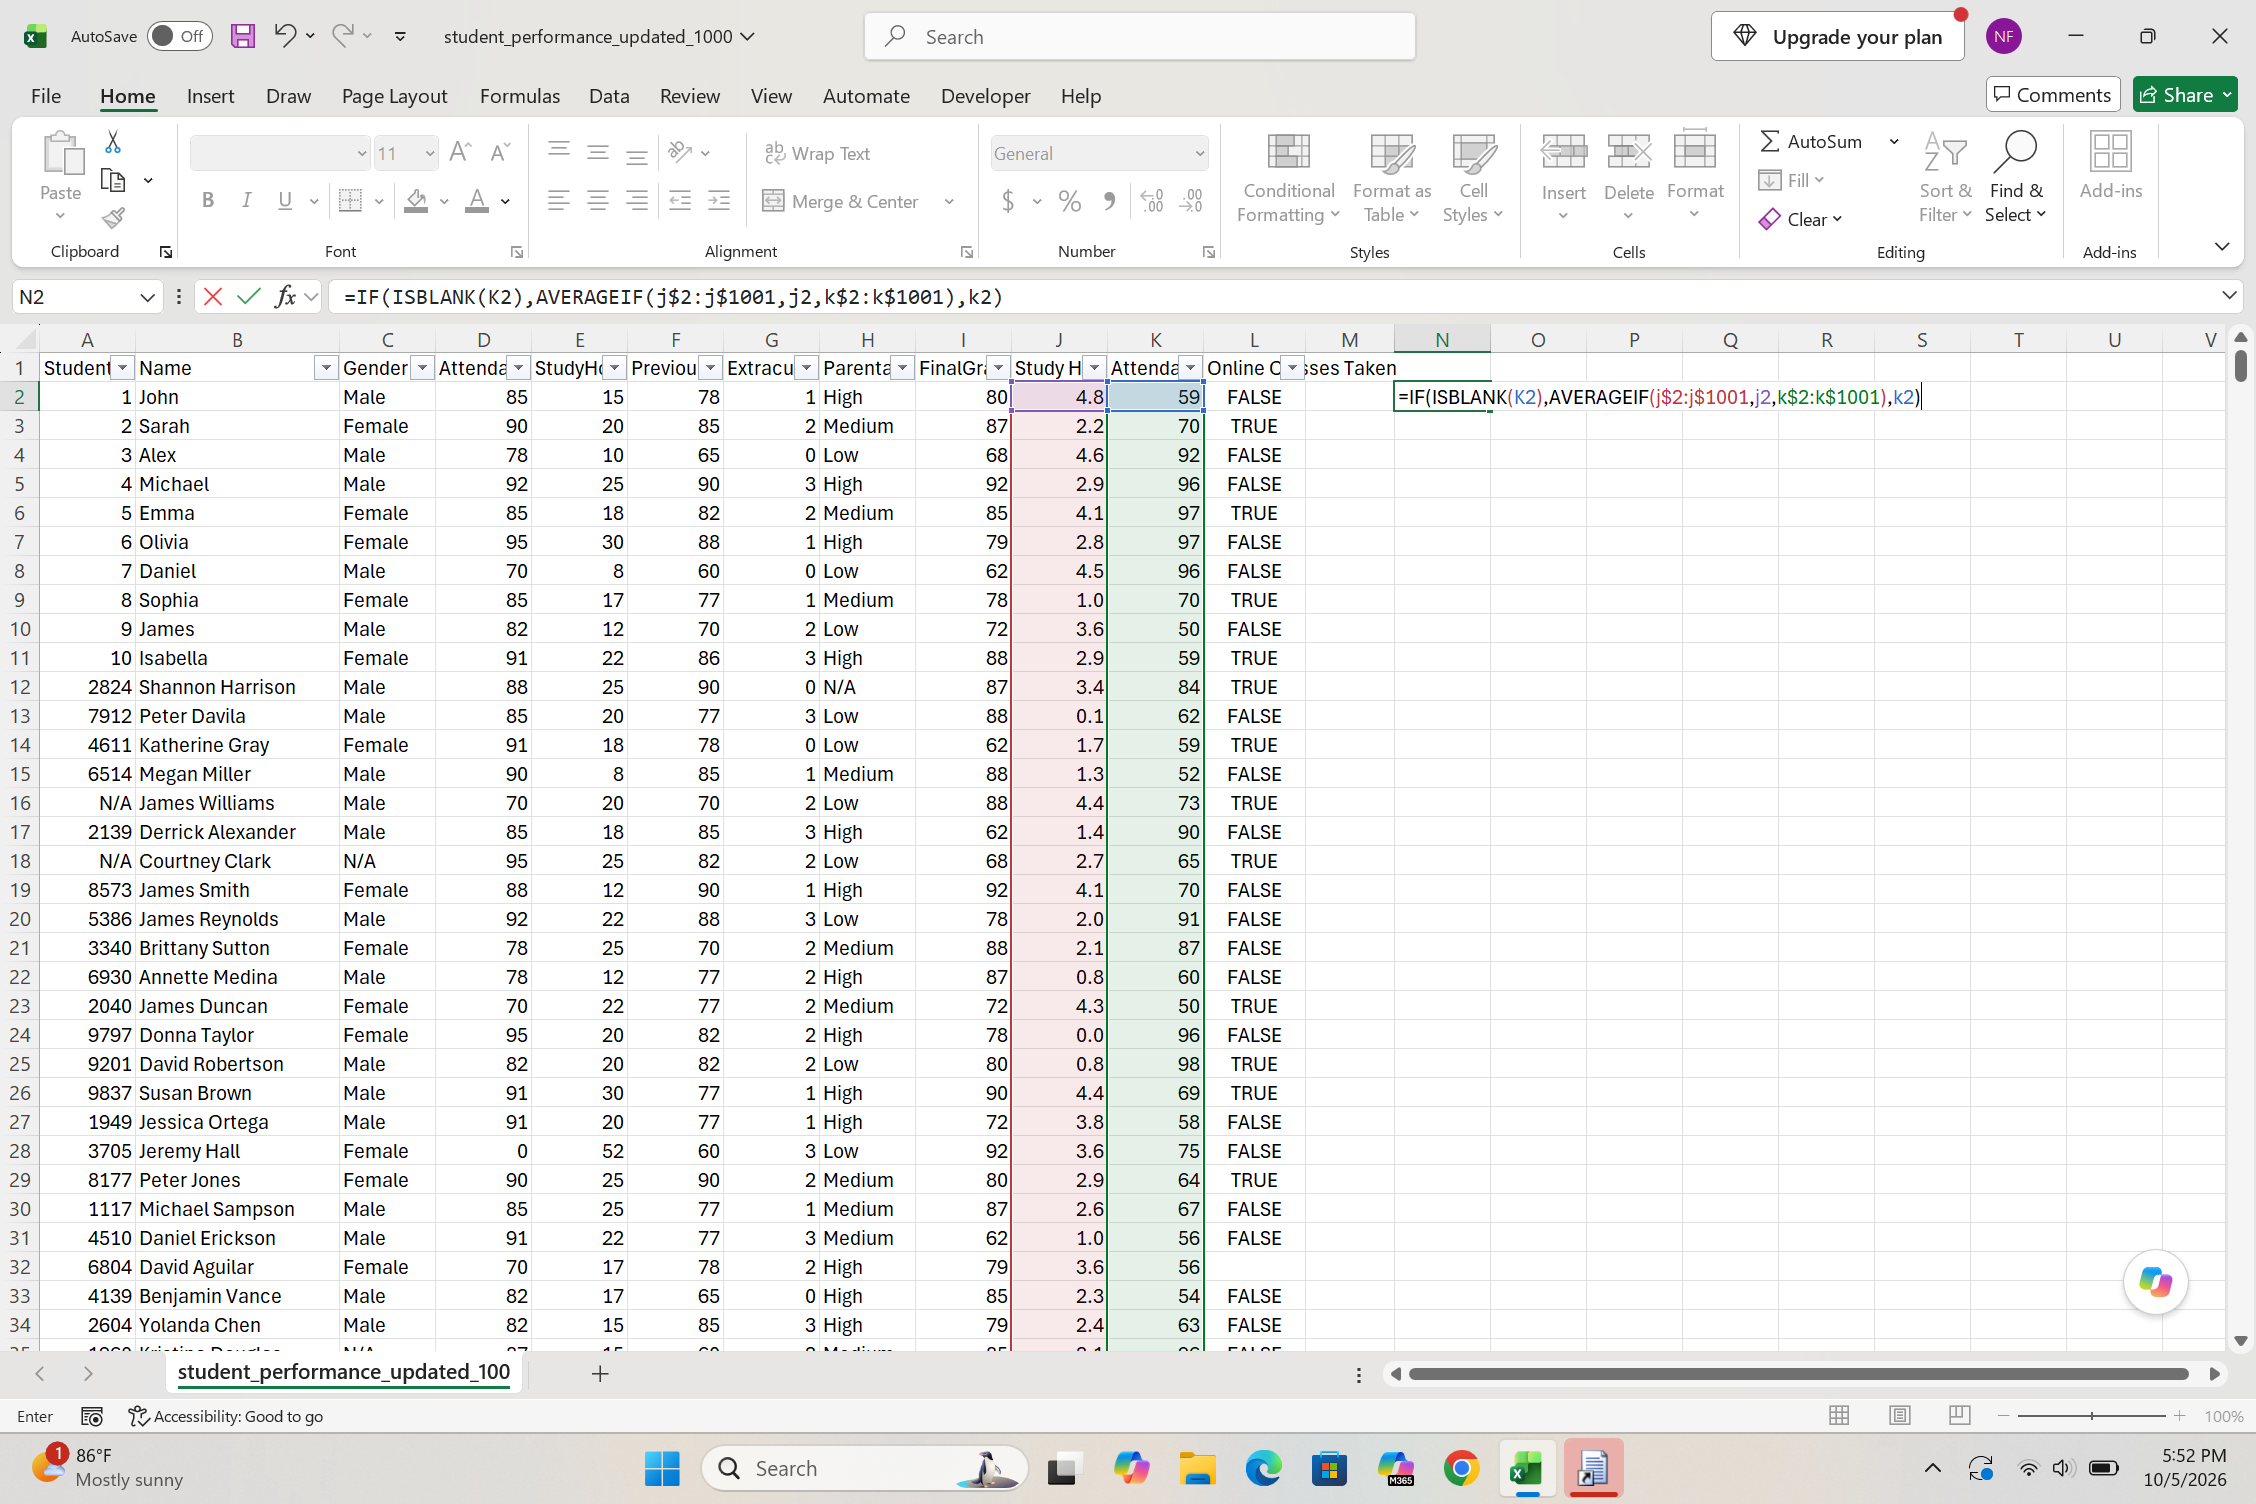 AutoSave Off student_performance_updated_1000 Search Upgrade your plan NF
File Home Insert Draw Page Layout Formulas Data Review View Automate Developer Help Comments Share
Paste 11 A A Wrap Text General Conditional Formatting Format as Table Cell Styles Insert Delete Format AutoSum Fill Clear Sort & Filter Find & Select Add-ins
B I U A Merge & Center $ % 9 .00 .00
Clipboard Font Alignment Number Styles Cells Editing Add-ins
N2 fx =IF(ISBLANK(K2),AVERAGEIF(j$2:j$1001,j2,k$2:k$1001),k2)
A B C D E F G H I J K L M N O P Q R S T U V
1 Student Name Gender Attenda StudyHo Previou Extracu Parenta FinalGra Study H Attenda Online C sses Taken
2 1 John Male 85 15 78 1 High 80 4.8 59 FALSE =IF(ISBLANK(K2),AVERAGEIF(j$2:j$1001,j2,k$2:k$1001),k2)
3 2 Sarah Female 90 20 85 2 Medium 87 2.2 70 TRUE
4 3 Alex Male 78 10 65 0 Low 68 4.6 92 FALSE
5 4 Michael Male 92 25 90 3 High 92 2.9 96 FALSE
6 5 Emma Female 85 18 82 2 Medium 85 4.1 97 TRUE
7 6 Olivia Female 95 30 88 1 High 79 2.8 97 FALSE
8 7 Daniel Male 70 8 60 0 Low 62 4.5 96 FALSE
9 8 Sophia Female 85 17 77 1 Medium 78 1.0 70 TRUE
10 9 James Male 82 12 70 2 Low 72 3.6 50 FALSE
11 10 Isabella Female 91 22 86 3 High 88 2.9 59 TRUE
12 2824 Shannon Harrison Male 88 25 90 0 N/A 87 3.4 84 TRUE
13 7912 Peter Davila Male 85 20 77 3 Low 88 0.1 62 FALSE
14 4611 Katherine Gray Female 91 18 78 0 Low 62 1.7 59 TRUE
15 6514 Megan Miller Male 90 8 85 1 Medium 88 1.3 52 FALSE
16 N/A James Williams Male 70 20 70 2 Low 88 4.4 73 TRUE
17 2139 Derrick Alexander Male 85 18 85 3 High 62 1.4 90 FALSE
18 N/A Courtney Clark N/A 95 25 82 2 Low 68 2.7 65 TRUE
19 8573 James Smith Female 88 12 90 1 High 92 4.1 70 FALSE
20 5386 James Reynolds Male 92 22 88 3 Low 78 2.0 91 FALSE
21 3340 Brittany Sutton Female 78 25 70 2 Medium 88 2.1 87 FALSE
22 6930 Annette Medina Male 78 12 77 2 High 87 0.8 60 FALSE
23 2040 James Duncan Female 70 22 77 2 Medium 72 4.3 50 TRUE
24 9797 Donna Taylor Female 95 20 82 2 High 78 0.0 96 FALSE
25 9201 David Robertson Male 82 20 82 2 Low 80 0.8 98 TRUE
26 9837 Susan Brown Male 91 30 77 1 High 90 4.4 69 TRUE
27 1949 Jessica Ortega Male 91 20 77 1 High 72 3.8 58 FALSE
28 3705 Jeremy Hall Female 0 52 60 3 Low 92 3.6 75 FALSE
29 8177 Peter Jones Female 90 25 90 2 Medium 80 2.9 64 TRUE
30 1117 Michael Sampson Male 85 25 77 1 Medium 87 2.6 67 FALSE
31 4510 Daniel Erickson Male 91 22 77 3 Medium 62 1.0 56 FALSE
32 6804 David Aguilar Female 70 17 78 2 High 79 3.6 56
33 4139 Benjamin Vance Male 82 17 65 0 High 85 2.3 54 FALSE
34 2604 Yolanda Chen Male 82 15 85 3 High 79 2.4 63 FALSE
student_performance_updated_100
Enter Accessibility: Good to go 100%
1 86°F
Mostly sunny
Search
M365
5:52 PM
10/5/2026